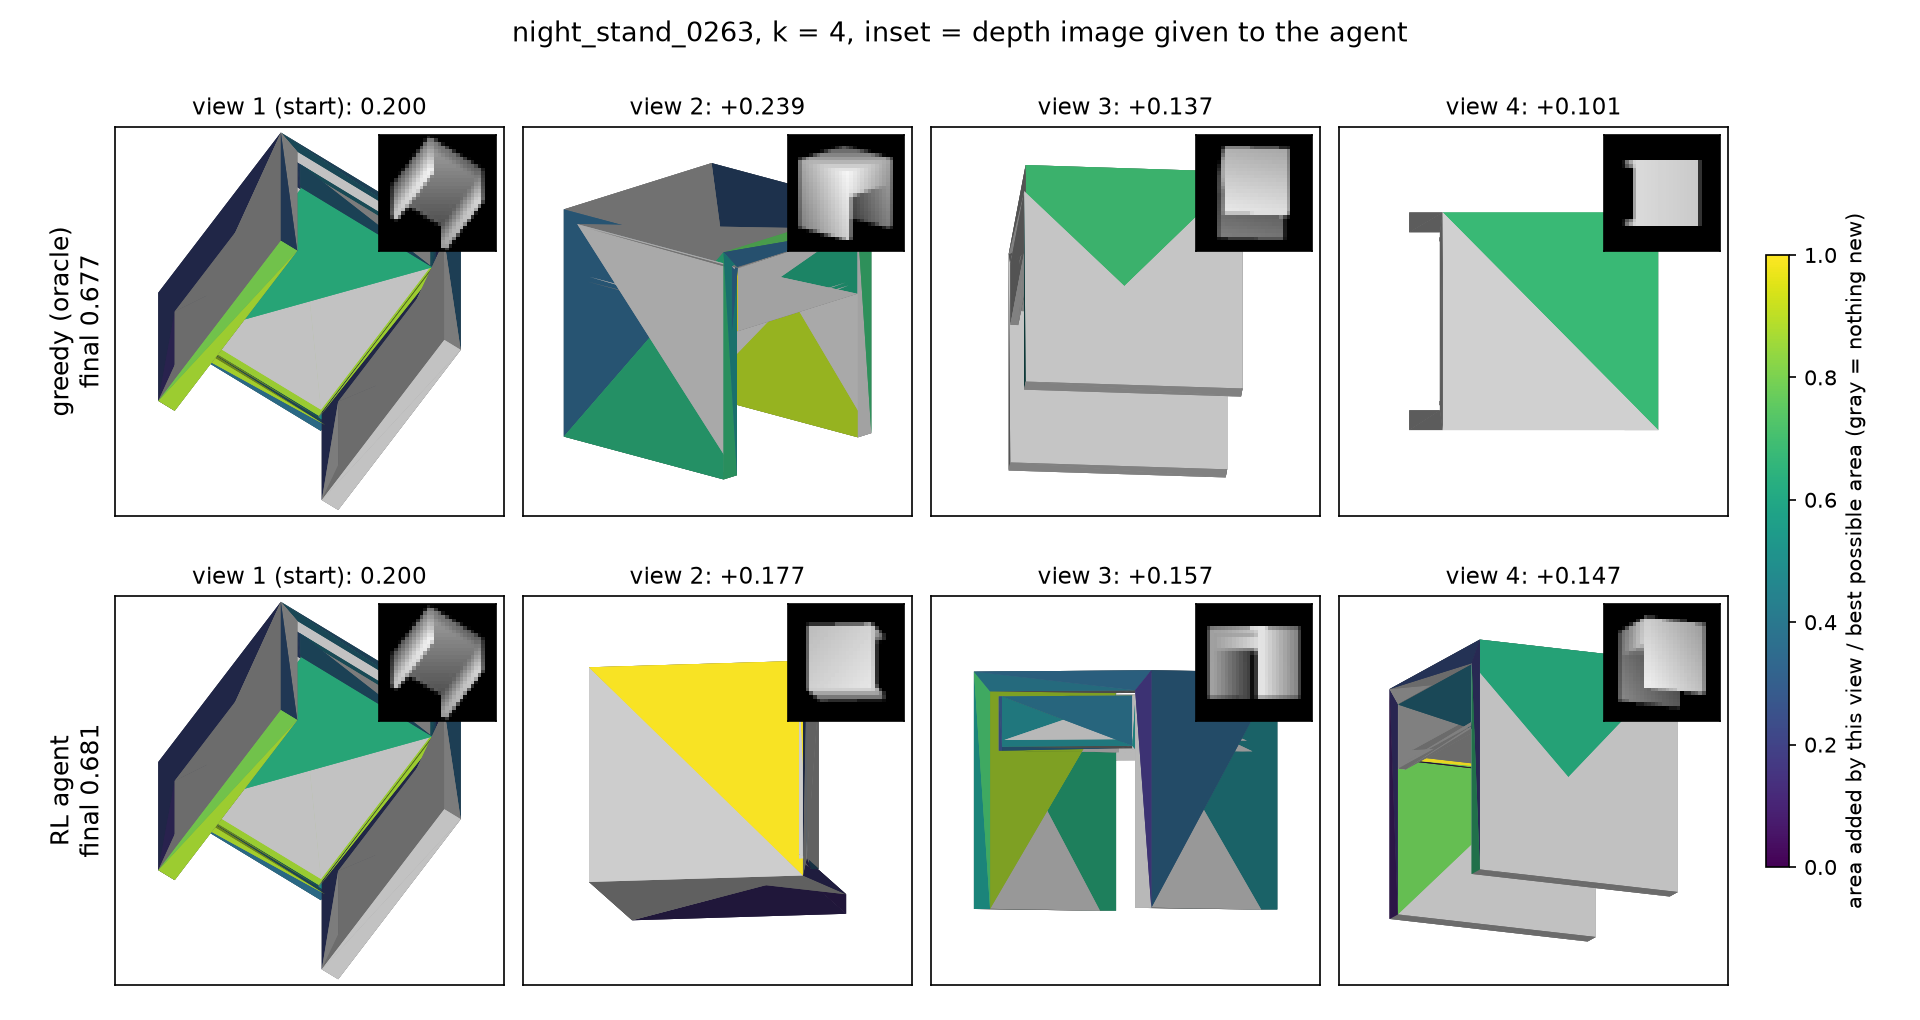 night_stand_0263, k = 4, inset = depth image given to the agent
view 1 (start): 0.200
view 2: +0.239
view 3: +0.137
view 4: +0.101
greedy (oracle)
final 0.677
view 1 (start): 0.200
view 2: +0.177
view 3: +0.157
view 4: +0.147
RL agent
final 0.681
1.0
0.8
0.6
0.4
0.2
0.0
area added by this view / best possible area (gray = nothing new)